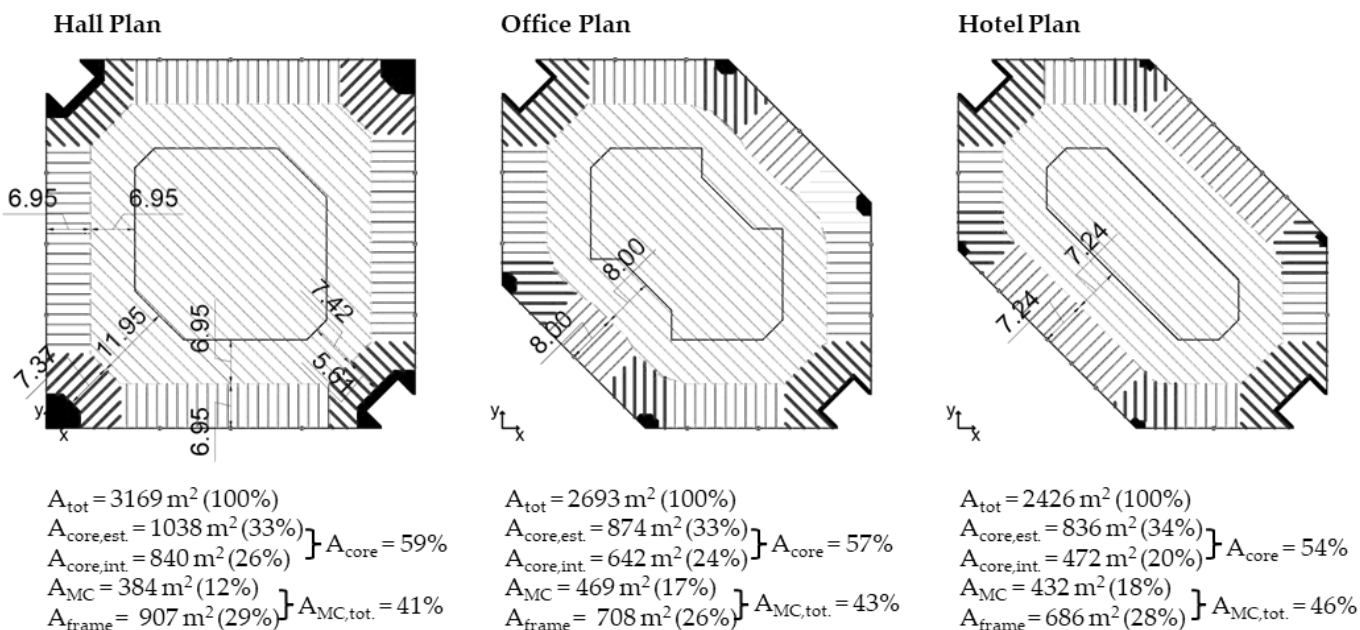 Hall Plan
Office Plan
Hotel Plan
6.95
6.95
7.42
11.95
6.95
7.37
5.61
6.95
y
x
8.00
8.00
y
x
7.24
7.24
y
x
A_tot = 3169 m² (100%)
A_core,est. = 1038 m² (33%)
A_core,int. = 840 m² (26%)
A_core = 59%
A_MC = 384 m² (12%)
A_frame = 907 m² (29%)
A_MC,tot. = 41%
A_tot = 2693 m² (100%)
A_core,est. = 874 m² (33%)
A_core,int. = 642 m² (24%)
A_core = 57%
A_MC = 469 m² (17%)
A_frame = 708 m² (26%)
A_MC,tot. = 43%
A_tot = 2426 m² (100%)
A_core,est. = 836 m² (34%)
A_core,int. = 472 m² (20%)
A_core = 54%
A_MC = 432 m² (18%)
A_frame = 686 m² (28%)
A_MC,tot. = 46%